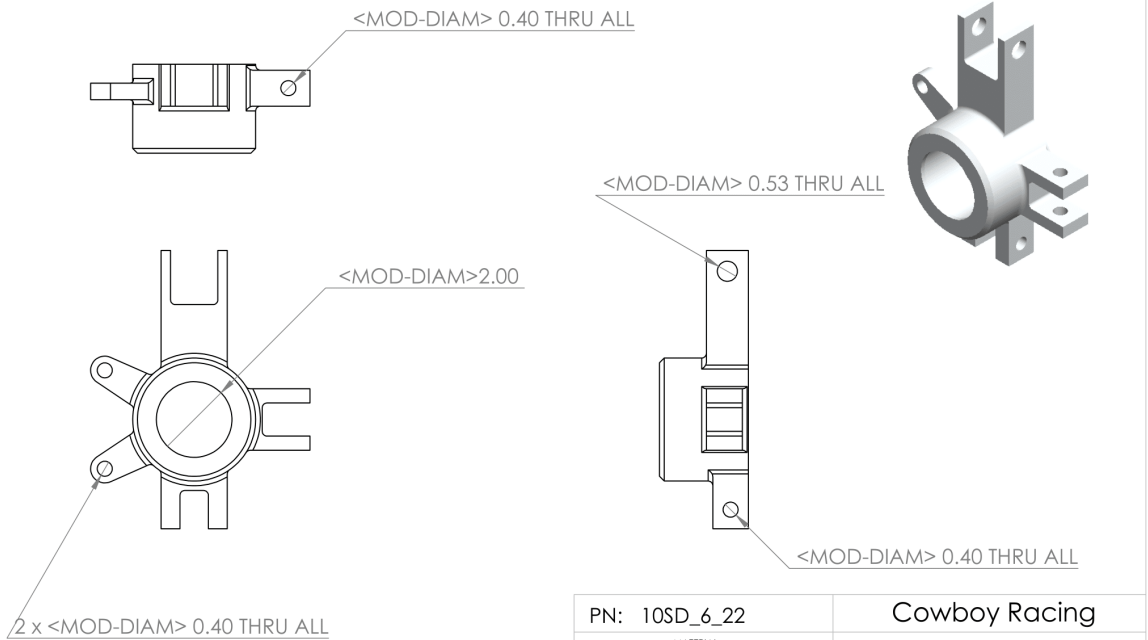 <MOD-DIAM> 0.40 THRU ALL
<MOD-DIAM> 0.53 THRU ALL
<MOD-DIAM>2.00
<MOD-DIAM> 0.40 THRU ALL
2 x <MOD-DIAM> 0.40 THRU ALL
PN: 10SD_6_22
Cowboy Racing